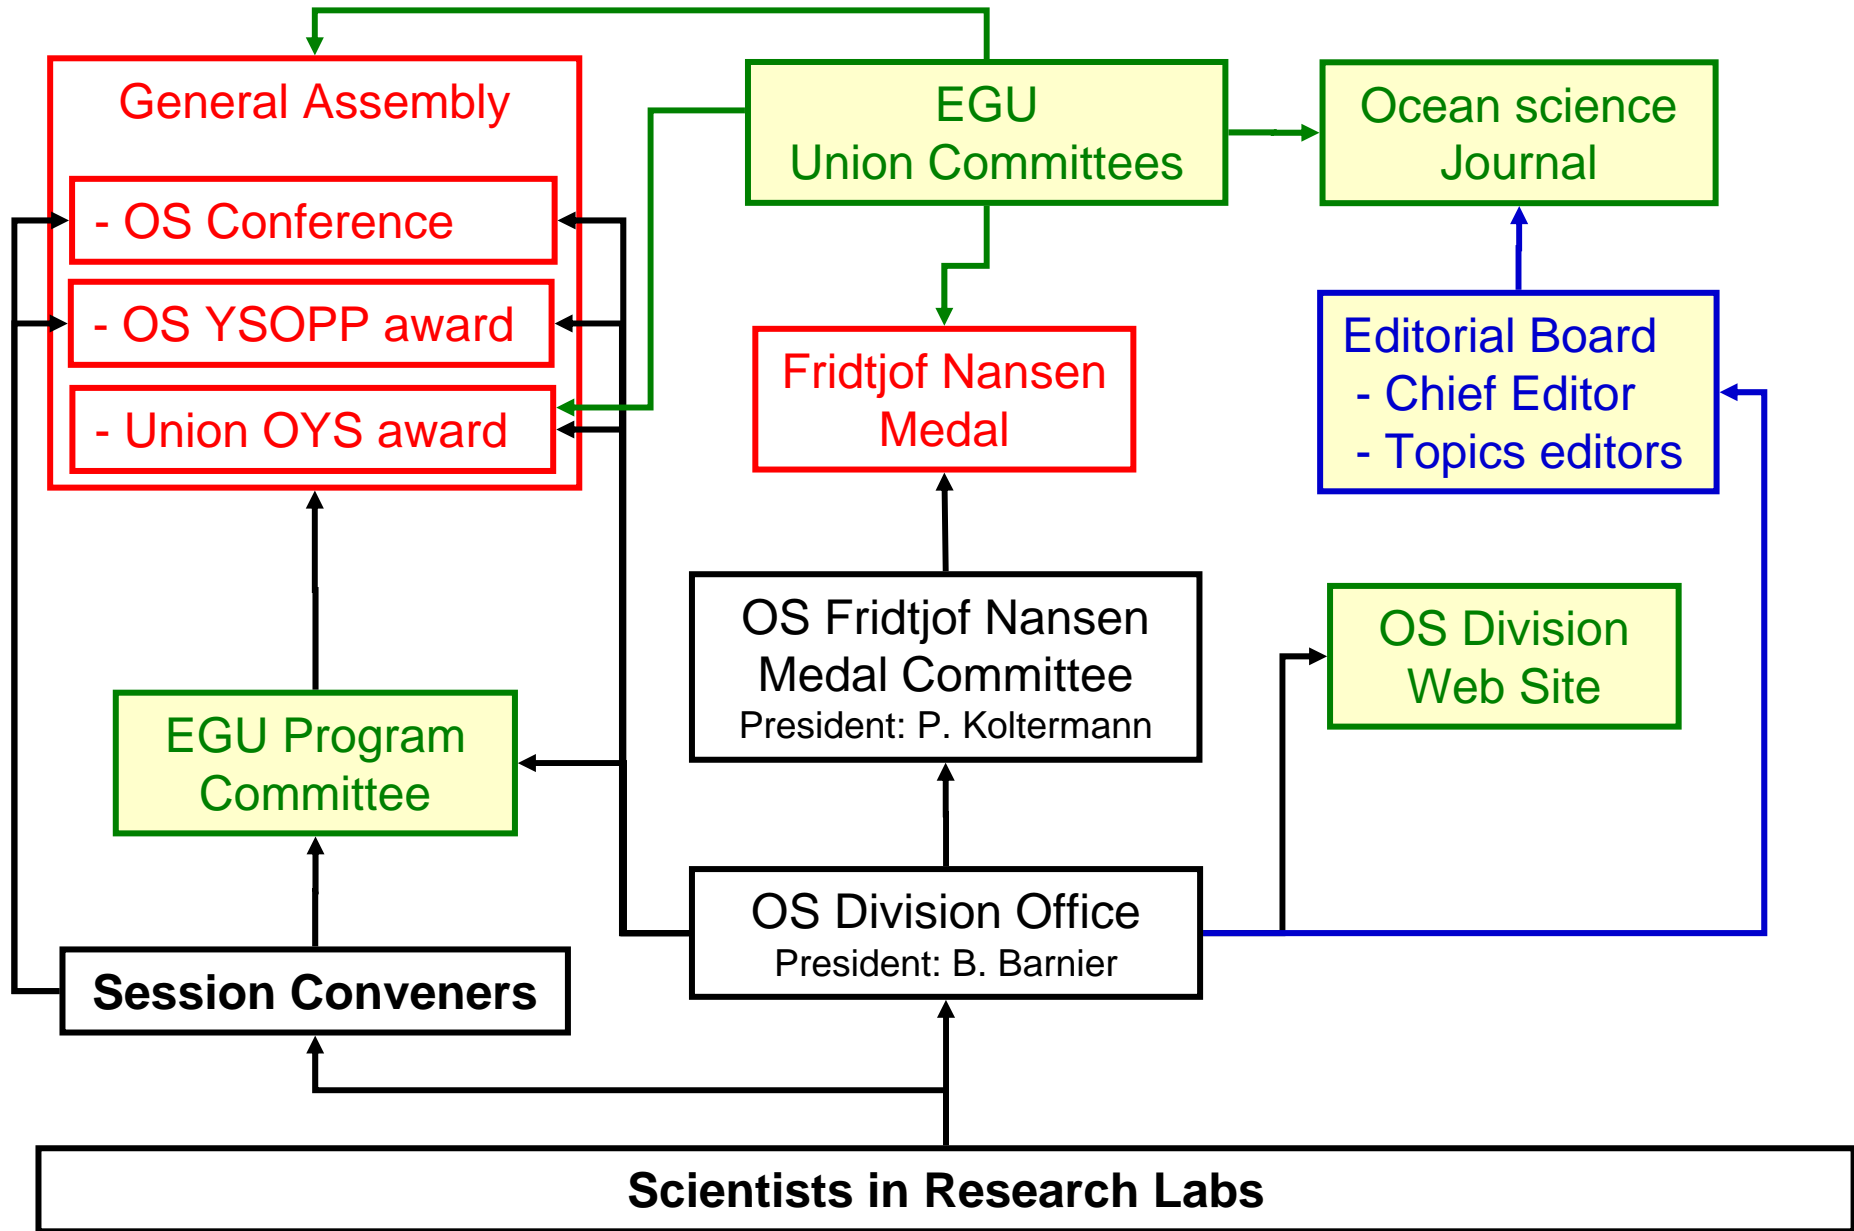 General Assembly
- OS Conference
- OS YSOPP award
- Union OYS award
EGU
Union Committees
Ocean science
Journal
Fridtjof Nansen
Medal
Editorial Board
- Chief Editor
- Topics editors
OS Fridtjof Nansen
Medal Committee
President: P. Koltermann
OS Division
Web Site
EGU Program
Committee
OS Division Office
President: B. Barnier
Session Conveners
Scientists in Research Labs